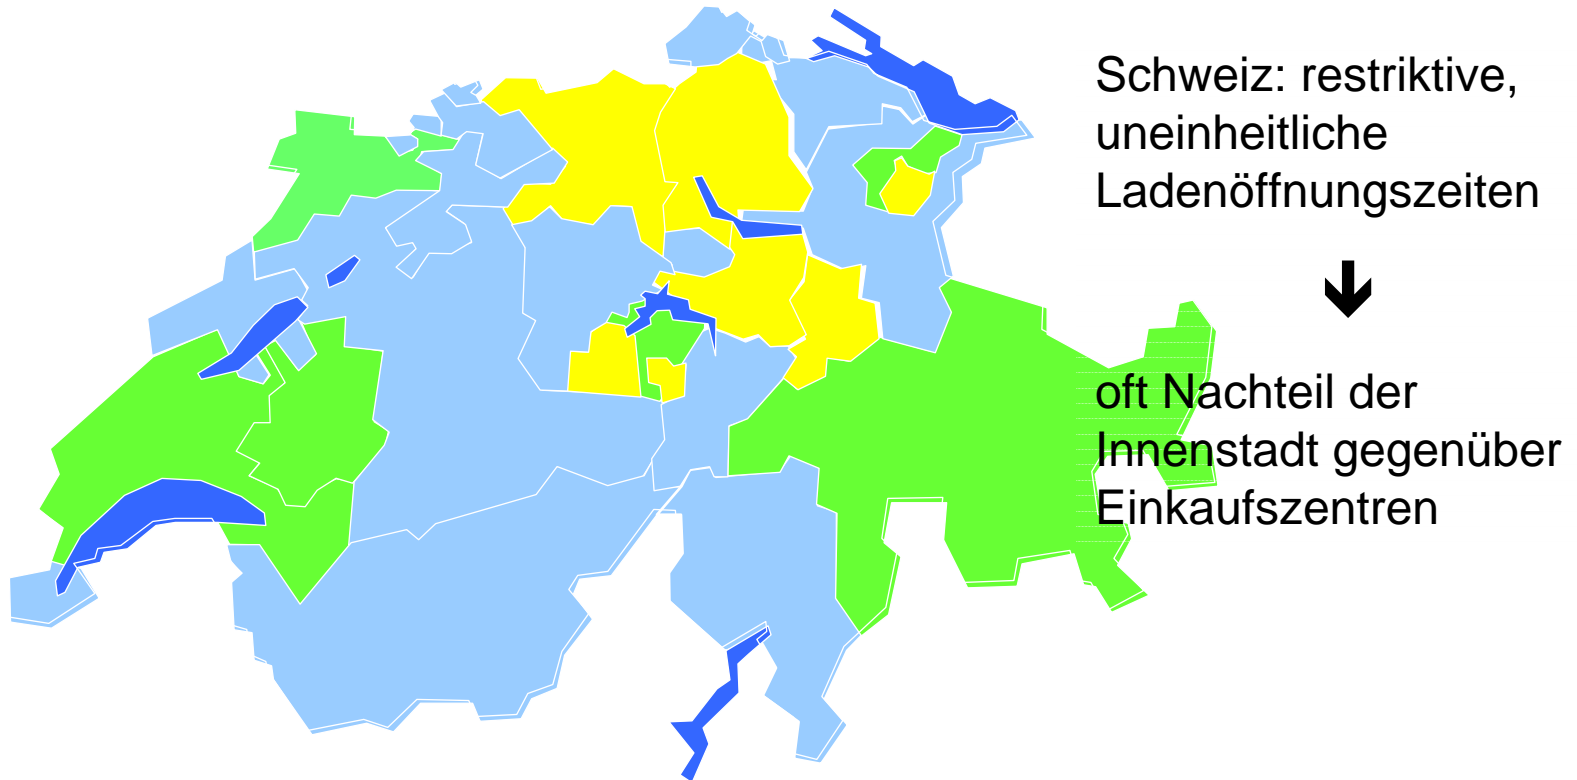 Schweiz: restriktive,
uneinheitliche
Ladenöffnungszeiten
oft Nachteil der
Innenstadt gegenüber
Einkaufszentren